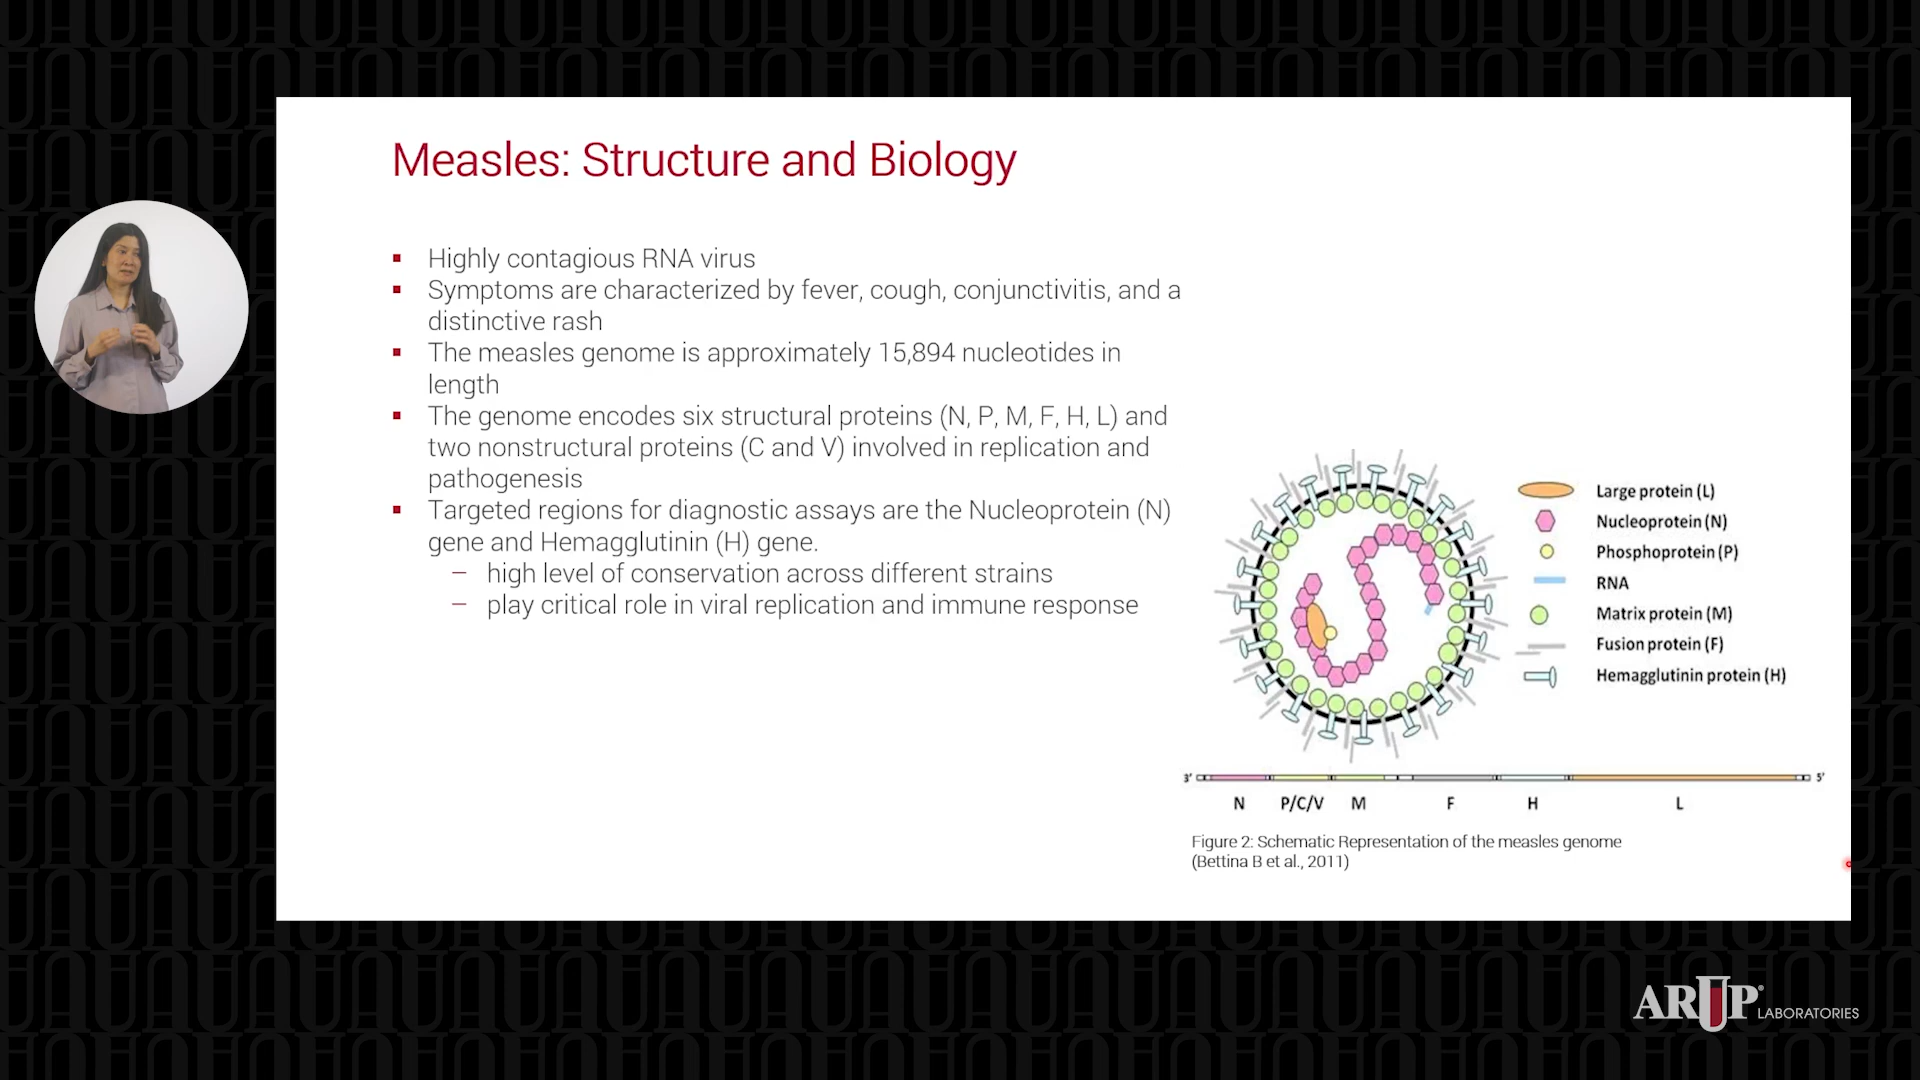 Measles: Structure and Biology
▪ Highly contagious RNA virus
▪ Symptoms are characterized by fever, cough, conjunctivitis, and a
distinctive rash
▪ The measles genome is approximately 15,894 nucleotides in
length
▪ The genome encodes six structural proteins (N, P, M, F, H, L) and
two nonstructural proteins (C and V) involved in replication and
pathogenesis
▪ Targeted regions for diagnostic assays are the Nucleoprotein (N)
gene and Hemagglutinin (H) gene.
– high level of conservation across different strains
– play critical role in viral replication and immune response
Large protein (L)
Nucleoprotein (N)
Phosphoprotein (P)
RNA
Matrix protein (M)
Fusion protein (F)
Hemagglutinin protein (H)
3' 5'
N P/C/V M F H L
Figure 2: Schematic Representation of the measles genome
(Bettina B et al., 2011)
ARUP® LABORATORIES